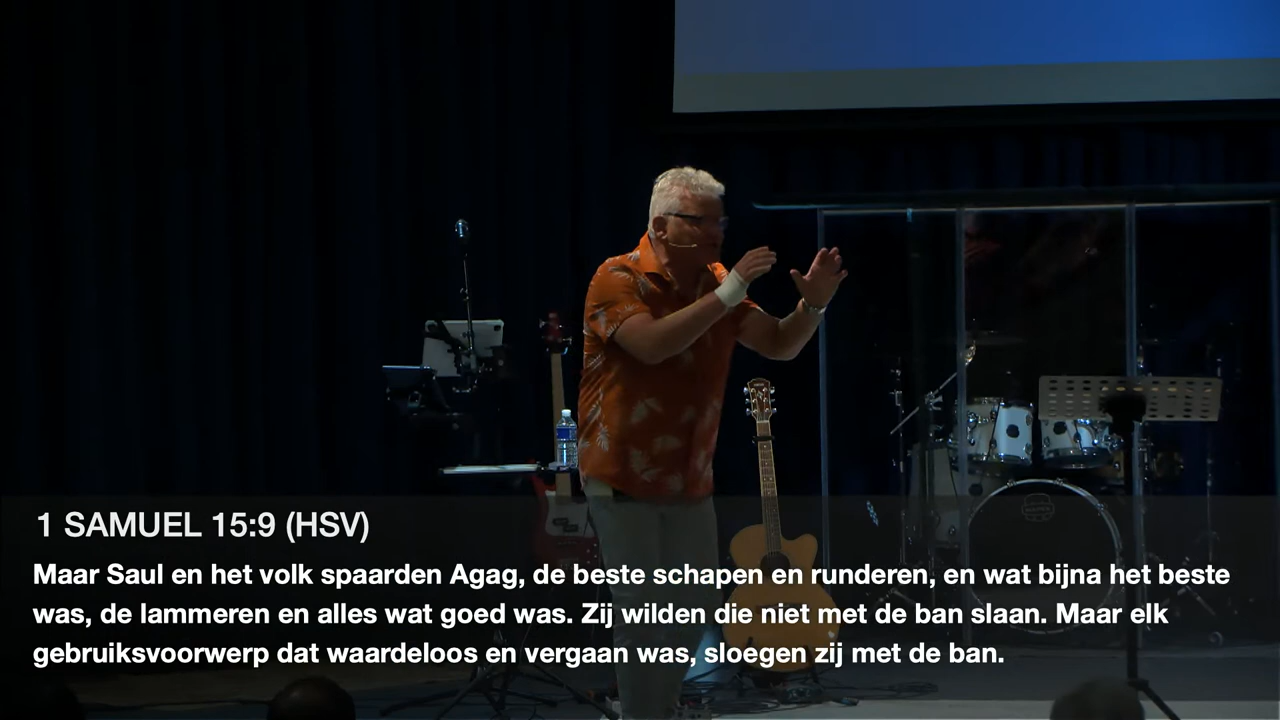 1 SAMUEL 15:9 (HSV)
Maar Saul en het volk spaarden Agag, de beste schapen en runderen, en wat bijna het beste
was, de lammeren en alles wat goed was. Zij wilden die niet met de ban slaan. Maar elk
gebruiksvoorwerp dat waardeloos en vergaan was, sloegen zij met de ban.